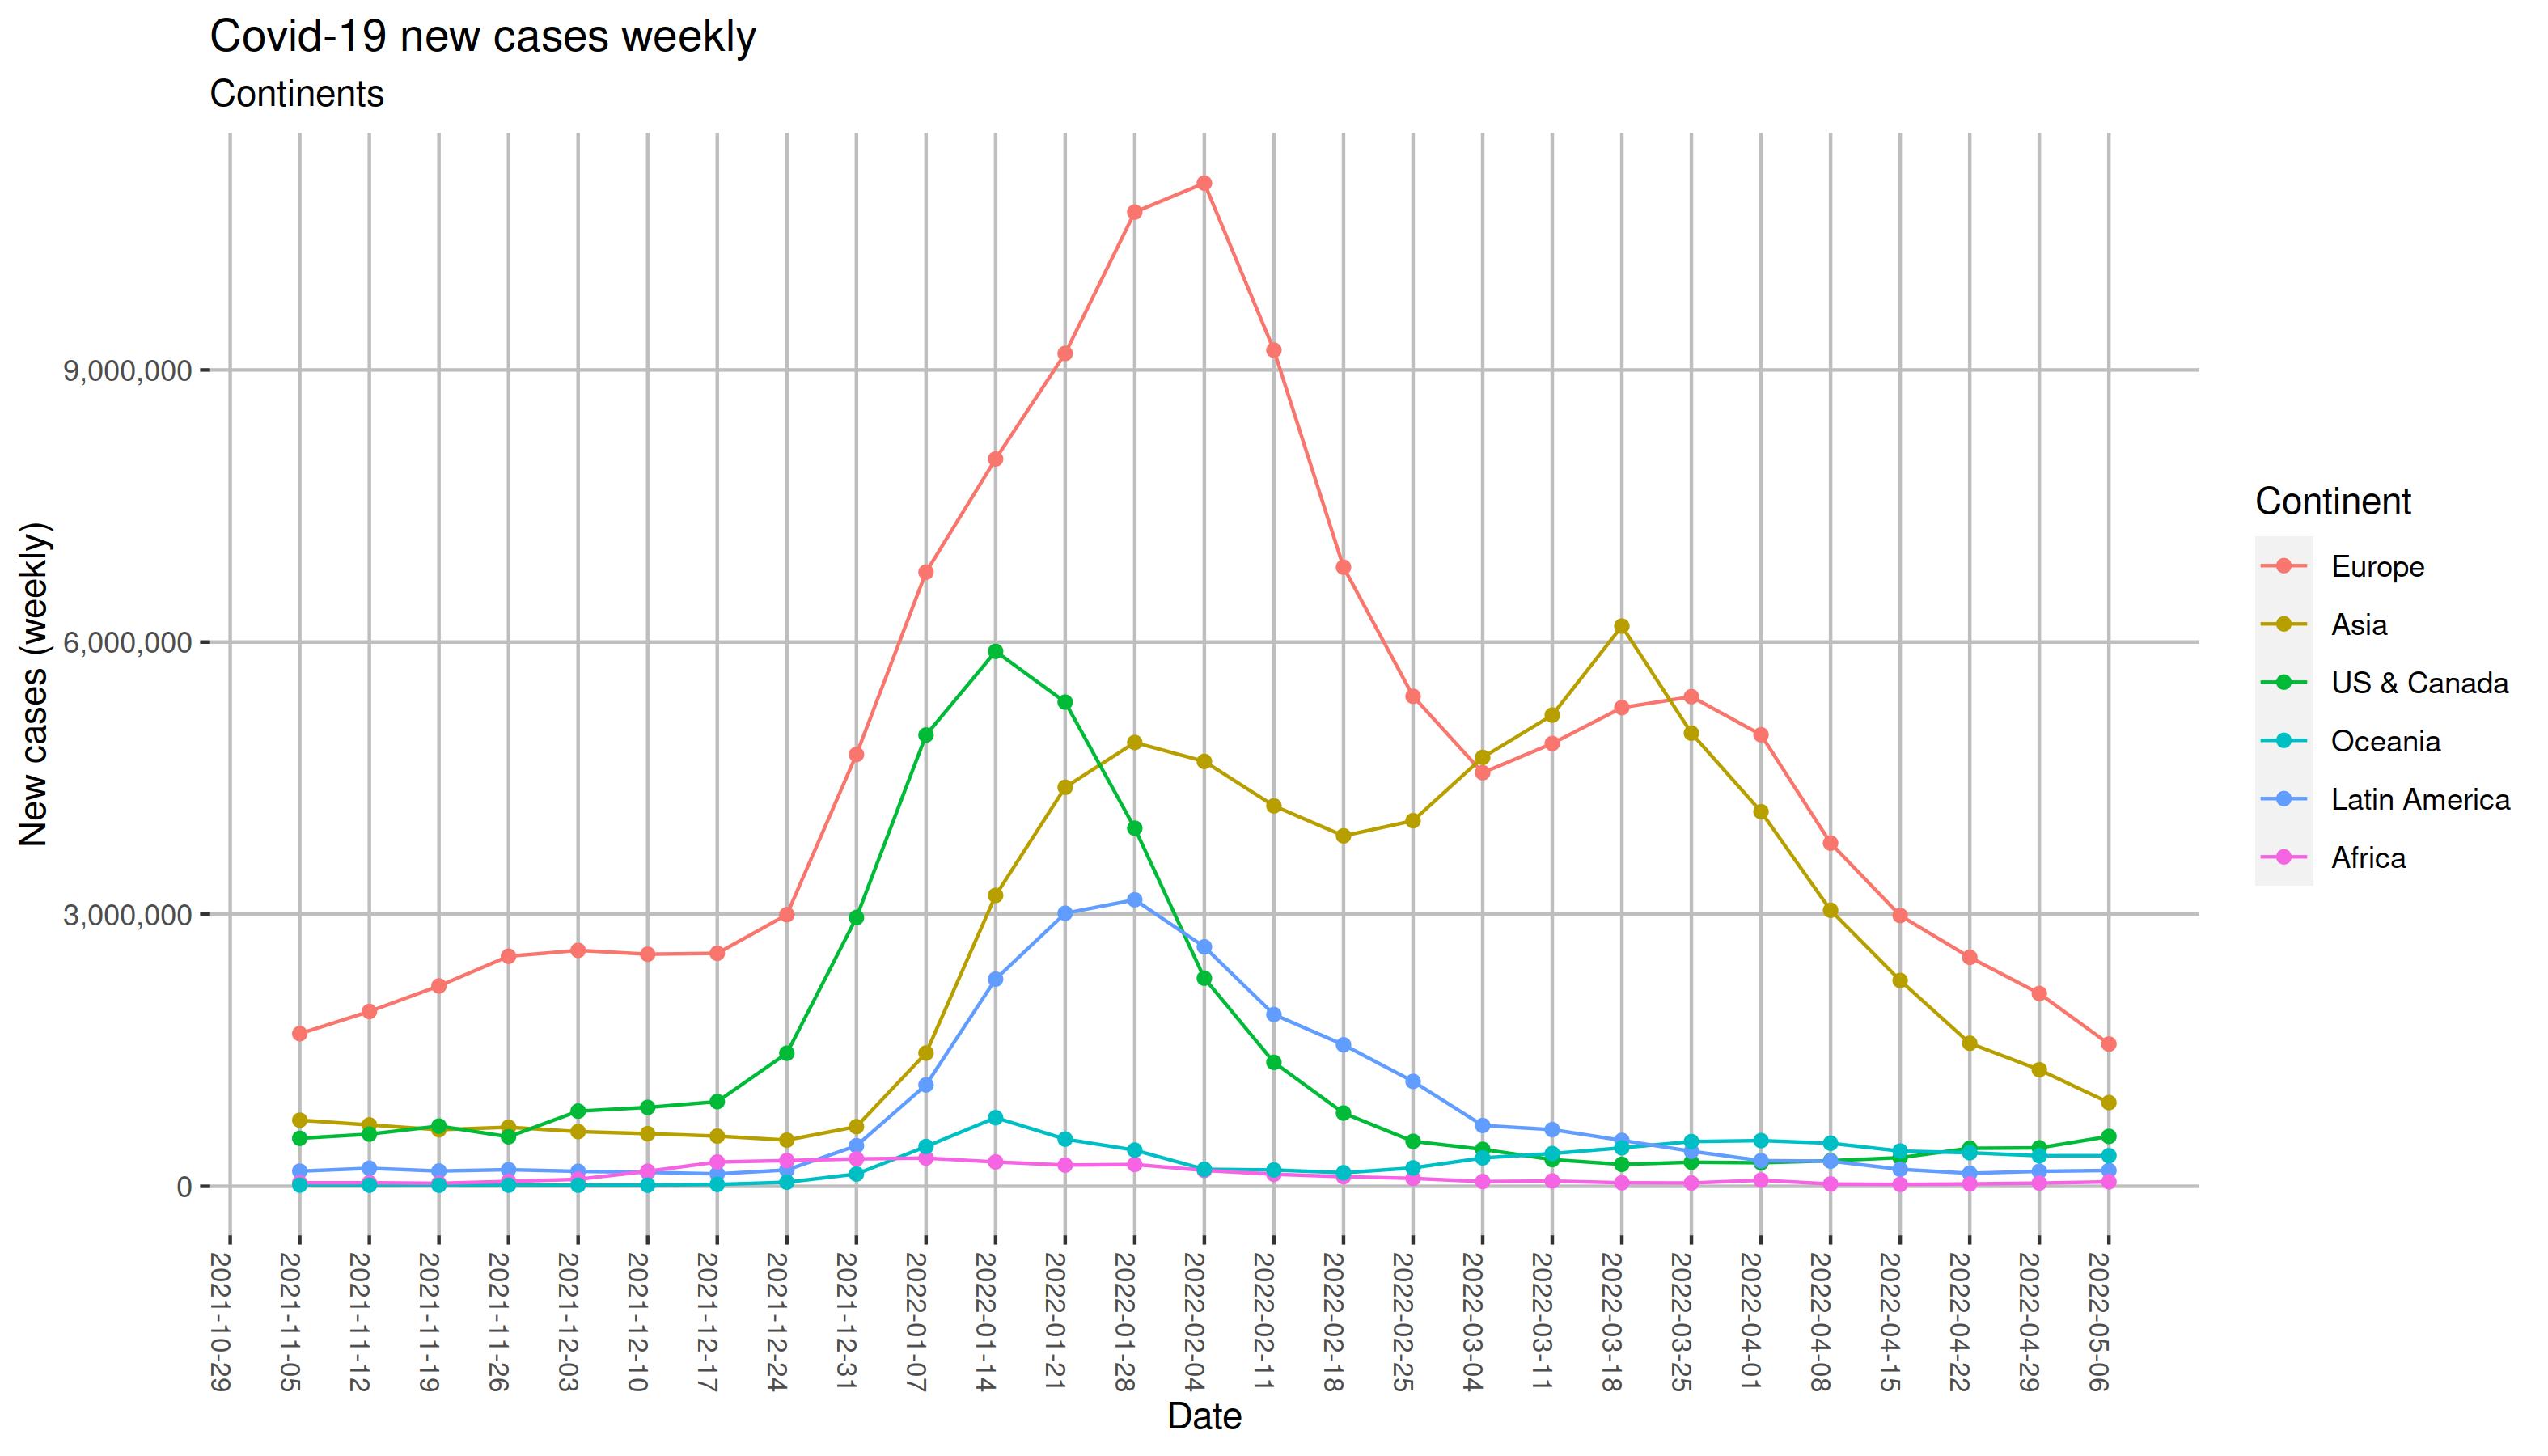 Covid-19 new cases weekly
Continents
New cases (weekly)
9,000,000
6,000,000
3,000,000
0
2021-10-29
2021-11-05
2021-11-12
2021-11-19
2021-11-26
2021-12-03
2021-12-10
2021-12-17
2021-12-24
2021-12-31
2022-01-07
2022-01-14
2022-01-21
2022-01-28
2022-02-04
2022-02-11
2022-02-18
2022-02-25
2022-03-04
2022-03-11
2022-03-18
2022-03-25
2022-04-01
2022-04-08
2022-04-15
2022-04-22
2022-04-29
2022-05-06
Date
Continent
Europe
Asia
US & Canada
Oceania
Latin America
Africa